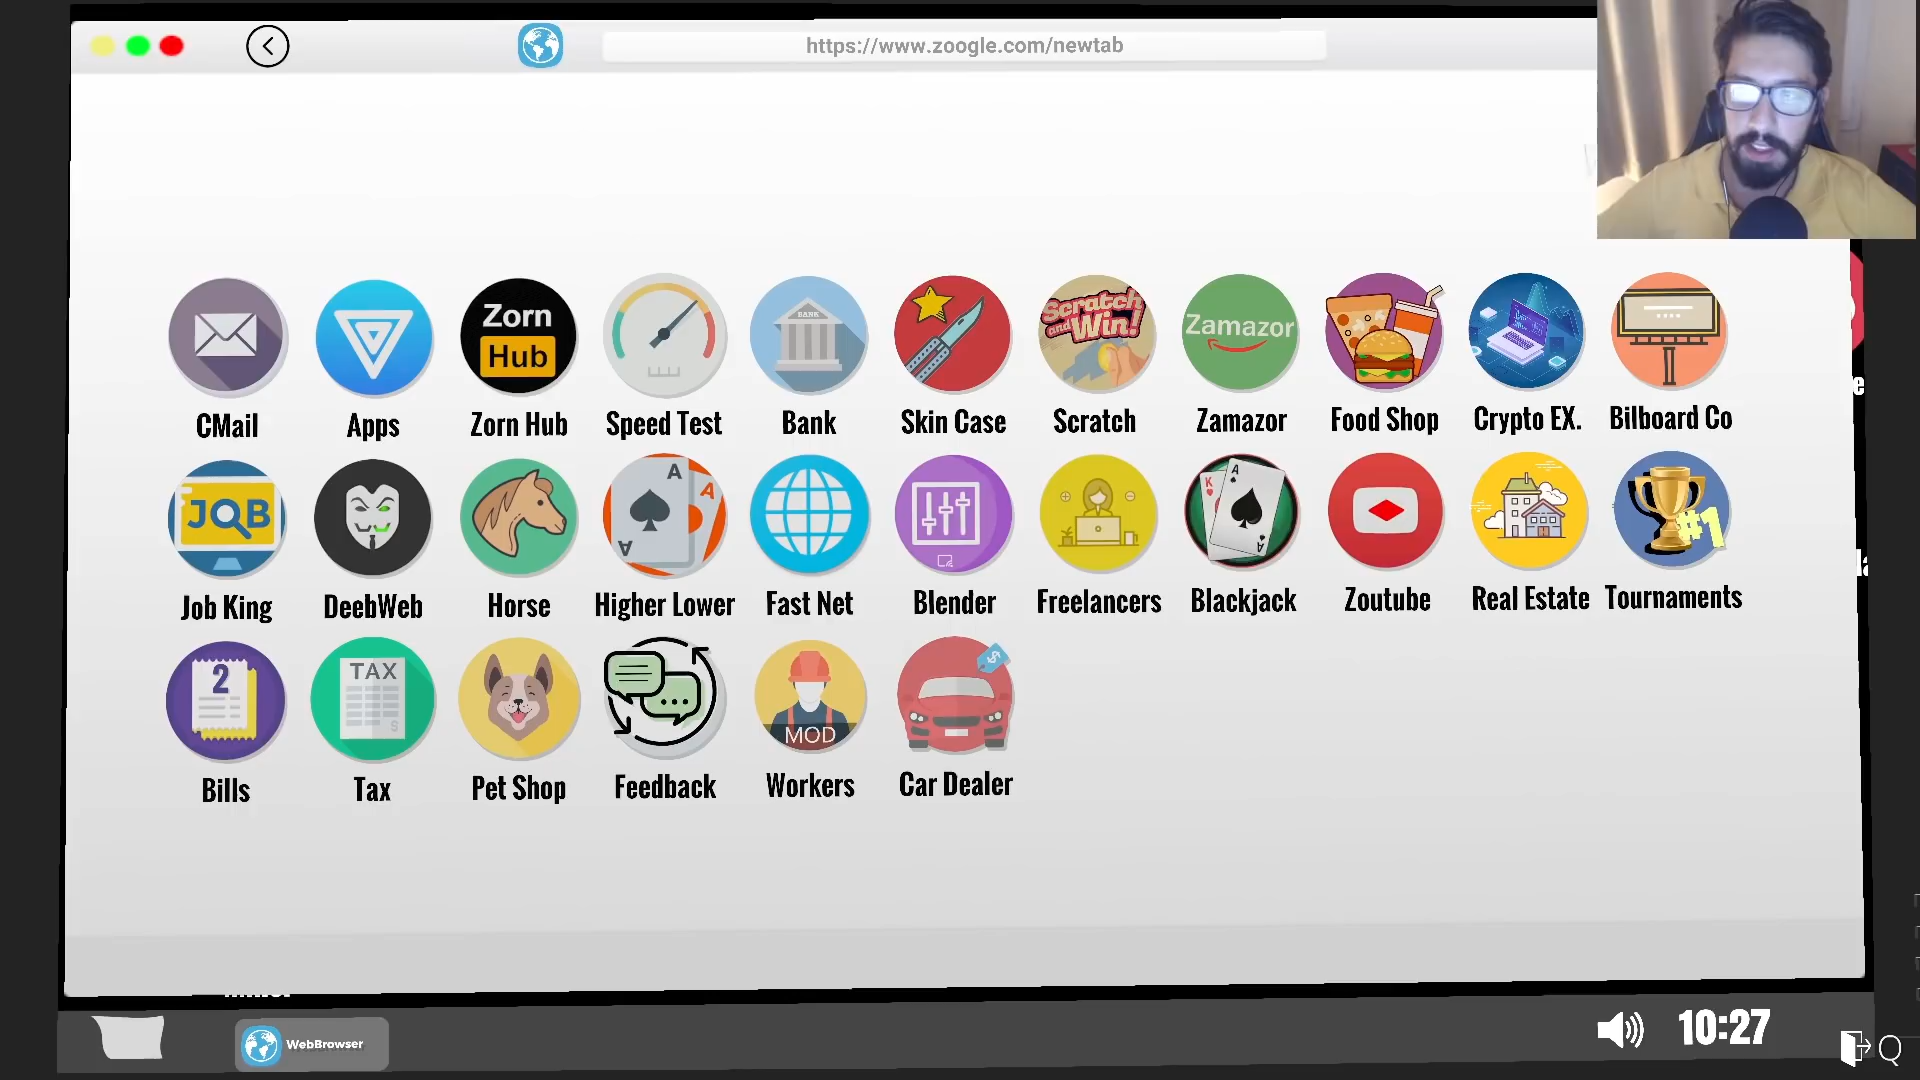 https://www.zoogle.com/newtab
Zorn
Hub
BANK
Scratch
and Win!
Zamazor
CMail
Apps
Zorn Hub
Speed Test
Bank
Skin Case
Scratch
Zamazor
Food Shop
Crypto EX.
Bilboard Co
JOB
A
A
A
K
A
A
#1
Job King
DeebWeb
Horse
Higher Lower
Fast Net
Blender
Freelancers
Blackjack
Zoutube
Real Estate
Tournaments
2
TAX
$
MOD
$
Bills
Tax
Pet Shop
Feedback
Workers
Car Dealer
WebBrowser
10:27
Q